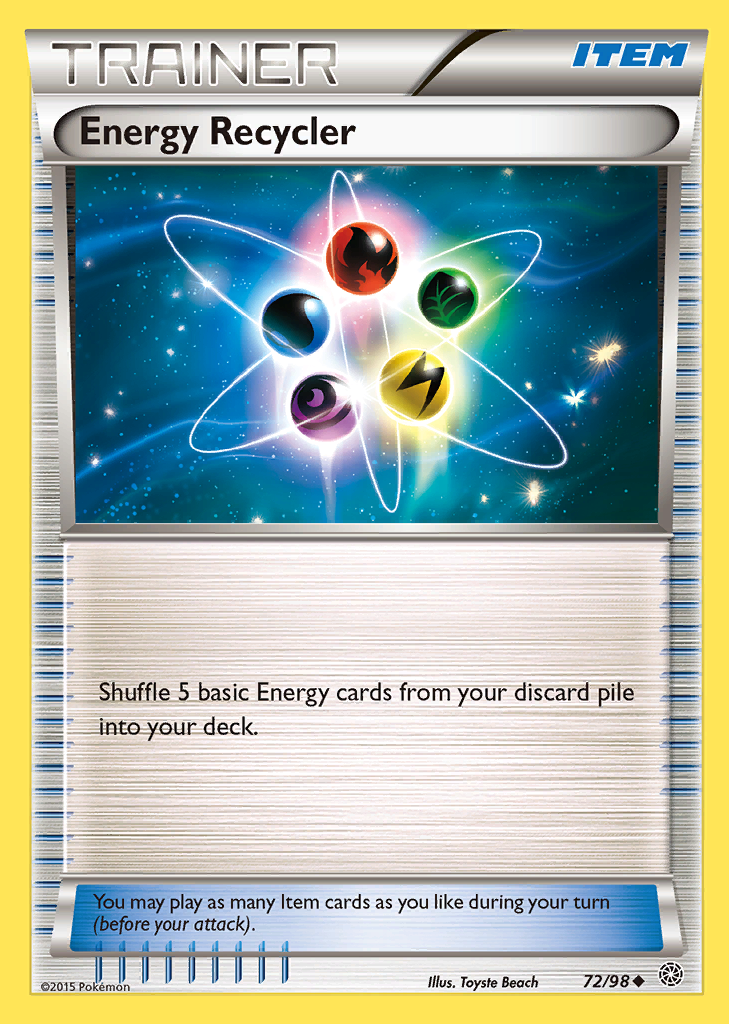 TRAINER
ITEM
Energy Recycler
Shuffle 5 basic Energy cards from your discard pile
into your deck.
You may play as many Item cards as you like during your turn
(before your attack).
©2015 Pokémon
Illus. Toyste Beach
72/98